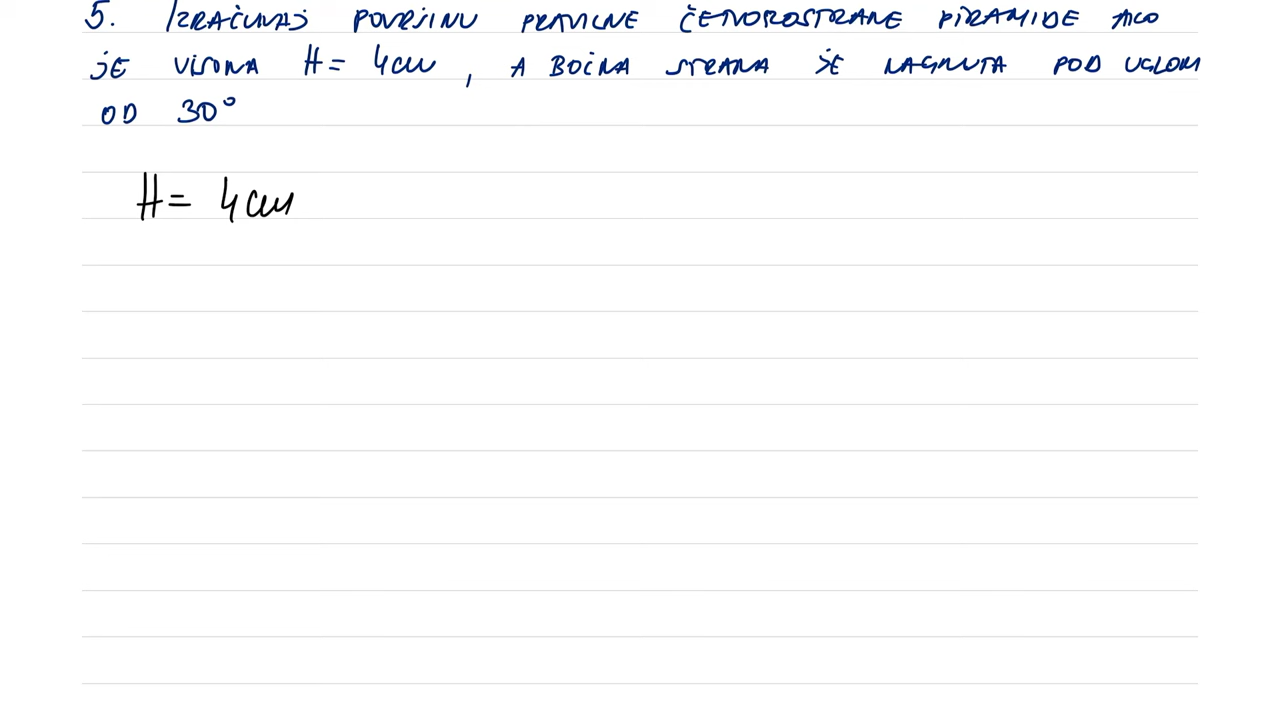 5. IZRAČUNAJ POVRŠINU PRAVILNE ČETVOROSTRANE PIRAMIDE AKO
JE VISINA H = 4cm , A BOČNA STRANA JE NAGNUTA POD UGLOM
OD 30°
H = 4cm